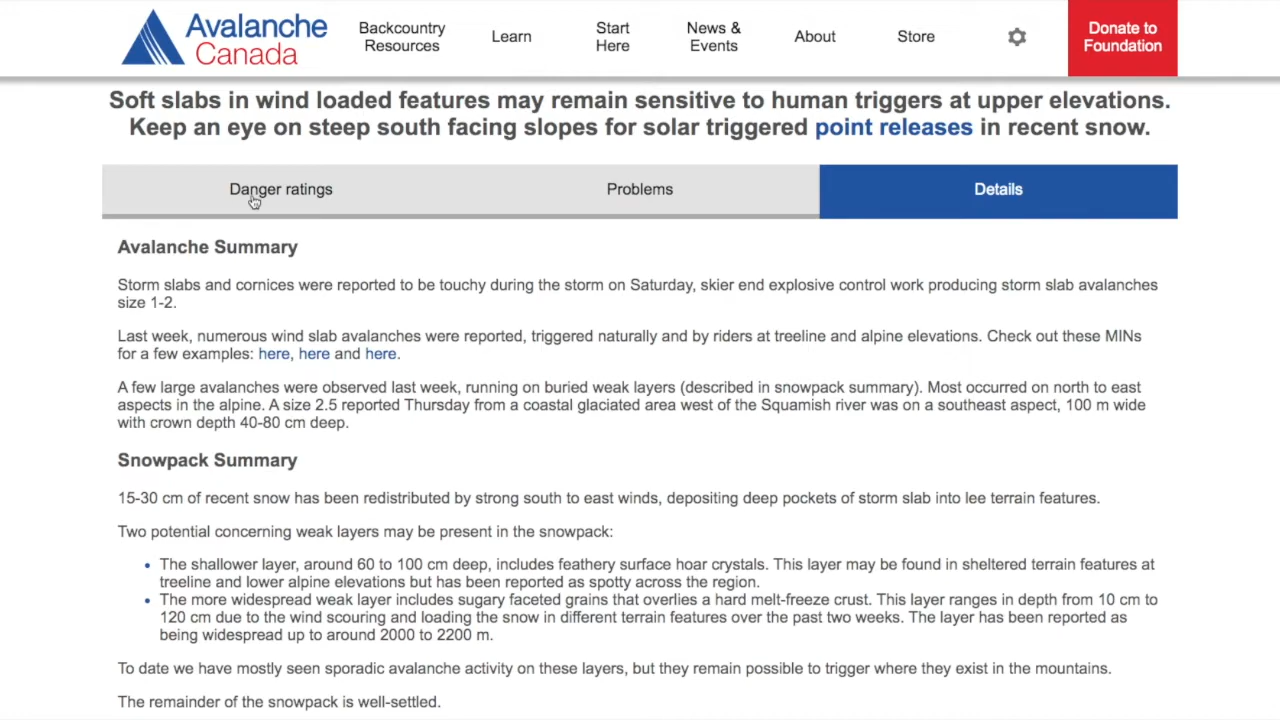 Avalanche
Canada
Backcountry
Resources
Learn
Start
Here
News &
Events
About
Store
Donate to
Foundation
Soft slabs in wind loaded features may remain sensitive to human triggers at upper elevations.
Keep an eye on steep south facing slopes for solar triggered point releases in recent snow.
Danger ratings
Problems
Details
Avalanche Summary
Storm slabs and cornices were reported to be touchy during the storm on Saturday, skier end explosive control work producing storm slab avalanches
size 1-2.
Last week, numerous wind slab avalanches were reported, triggered naturally and by riders at treeline and alpine elevations. Check out these MINs
for a few examples: here, here and here.
A few large avalanches were observed last week, running on buried weak layers (described in snowpack summary). Most occurred on north to east
aspects in the alpine. A size 2.5 reported Thursday from a coastal glaciated area west of the Squamish river was on a southeast aspect, 100 m wide
with crown depth 40-80 cm deep.
Snowpack Summary
15-30 cm of recent snow has been redistributed by strong south to east winds, depositing deep pockets of storm slab into lee terrain features.
Two potential concerning weak layers may be present in the snowpack:
• The shallower layer, around 60 to 100 cm deep, includes feathery surface hoar crystals. This layer may be found in sheltered terrain features at
treeline and lower alpine elevations but has been reported as spotty across the region.
• The more widespread weak layer includes sugary faceted grains that overlies a hard melt-freeze crust. This layer ranges in depth from 10 cm to
120 cm due to the wind scouring and loading the snow in different terrain features over the past two weeks. The layer has been reported as
being widespread up to around 2000 to 2200 m.
To date we have mostly seen sporadic avalanche activity on these layers, but they remain possible to trigger where they exist in the mountains.
The remainder of the snowpack is well-settled.